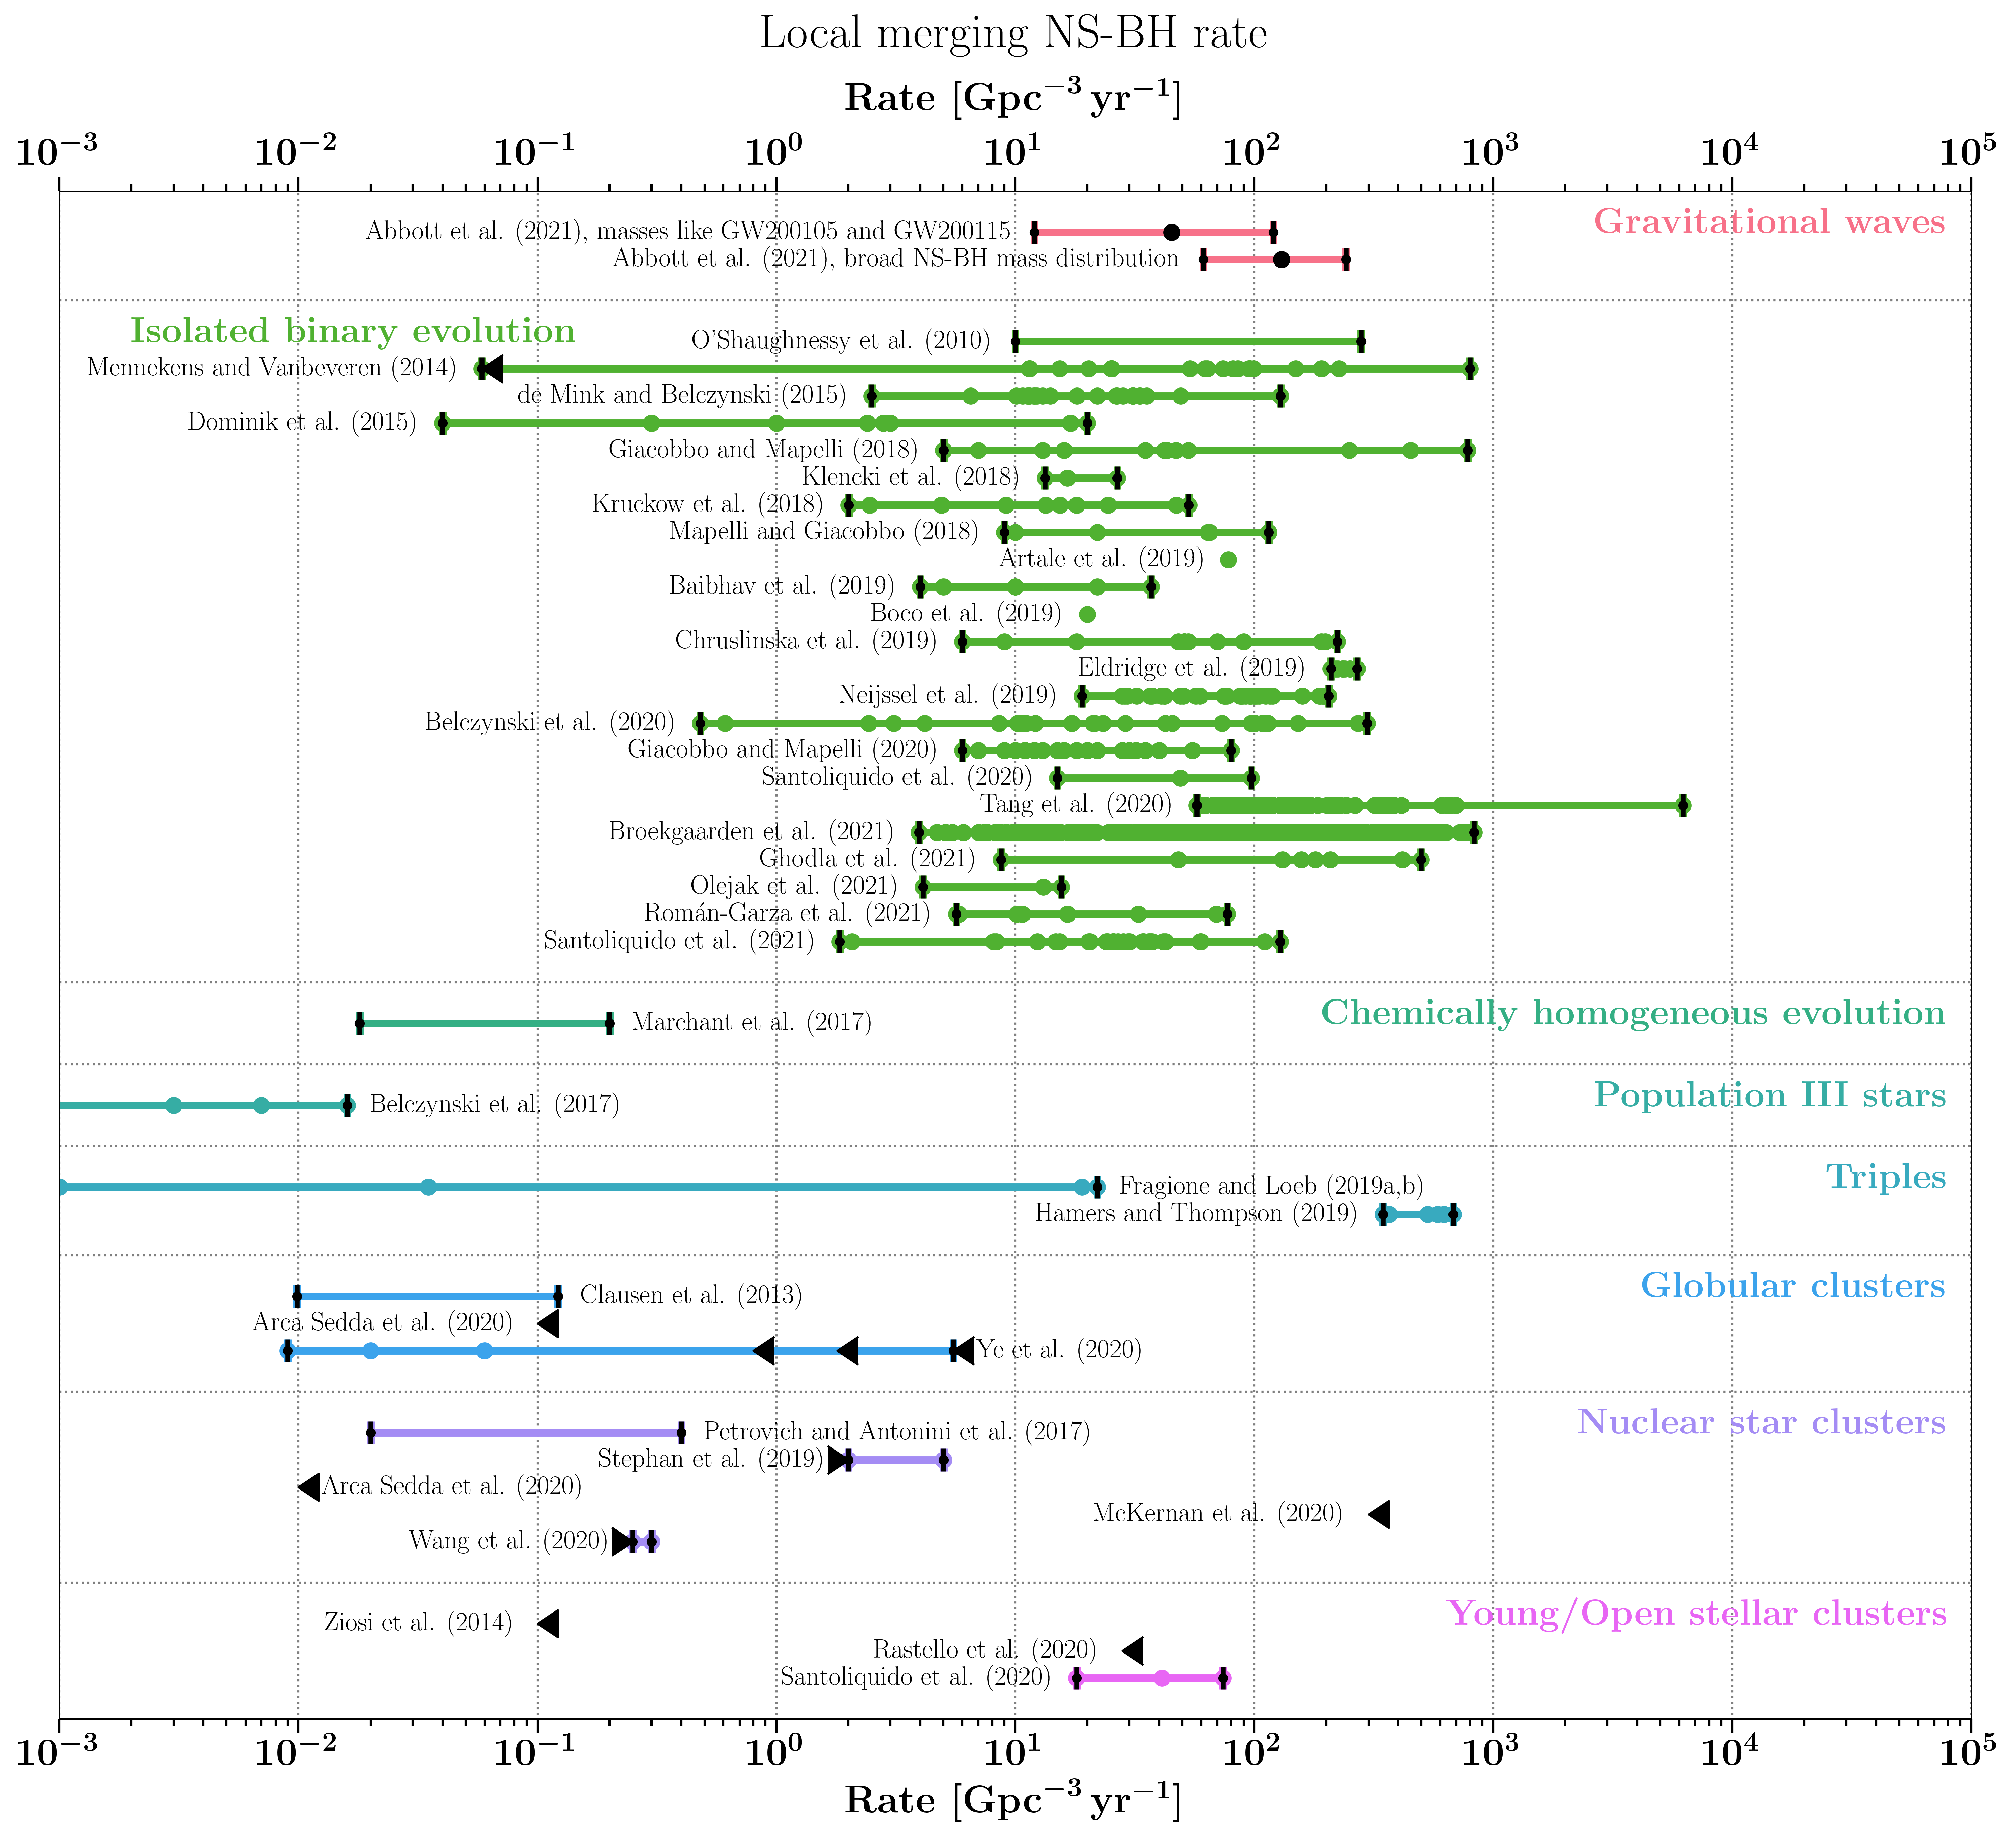 Local merging NS-BH rate
Rate [Gpc⁻³ yr⁻¹]
10⁻³ 10⁻² 10⁻¹ 10⁰ 10¹ 10² 10³ 10⁴ 10⁵
Gravitational waves
Abbott et al. (2021), masses like GW200105 and GW200115
Abbott et al. (2021), broad NS-BH mass distribution
Isolated binary evolution
O'Shaughnessy et al. (2010)
Mennekens and Vanbeveren (2014)
de Mink and Belczynski (2015)
Dominik et al. (2015)
Giacobbo and Mapelli (2018)
Klencki et al. (2018)
Kruckow et al. (2018)
Mapelli and Giacobbo (2018)
Artale et al. (2019)
Baibhav et al. (2019)
Boco et al. (2019)
Chruslinska et al. (2019)
Eldridge et al. (2019)
Neijssel et al. (2019)
Belczynski et al. (2020)
Giacobbo and Mapelli (2020)
Santoliquido et al. (2020)
Tang et al. (2020)
Broekgaarden et al. (2021)
Ghodla et al. (2021)
Olejak et al. (2021)
Román-Garza et al. (2021)
Santoliquido et al. (2021)
Chemically homogeneous evolution
Marchant et al. (2017)
Population III stars
Belczynski et al. (2017)
Triples
Fragione and Loeb (2019a,b)
Hamers and Thompson (2019)
Globular clusters
Clausen et al. (2013)
Arca Sedda et al. (2020)
Ye et al. (2020)
Nuclear star clusters
Petrovich and Antonini et al. (2017)
Stephan et al. (2019)
Arca Sedda et al. (2020)
McKernan et al. (2020)
Wang et al. (2020)
Young/Open stellar clusters
Ziosi et al. (2014)
Rastello et al. (2020)
Santoliquido et al. (2020)
10⁻³ 10⁻² 10⁻¹ 10⁰ 10¹ 10² 10³ 10⁴ 10⁵
Rate [Gpc⁻³ yr⁻¹]